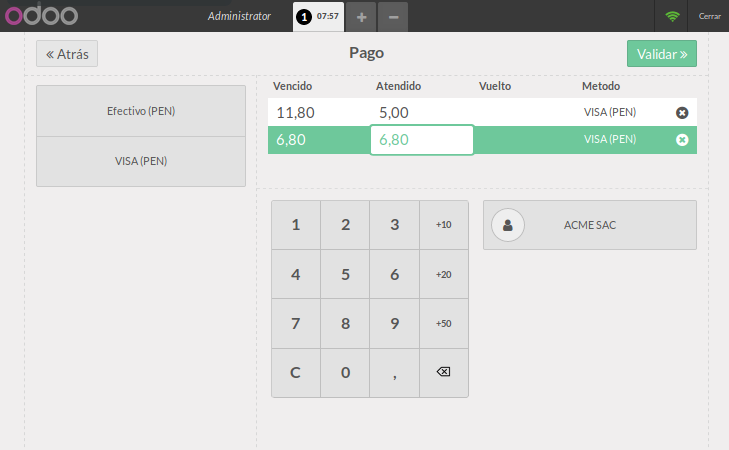 odoo Administrator 1 07:57 + − Cerrar
« Atrás Pago Validar »
Vencido Atendido Vuelto Metodo
Efectivo (PEN)
VISA (PEN)
11,80 5,00 VISA (PEN)
6,80 6,80 VISA (PEN)
1 2 3 +10
4 5 6 +20
7 8 9 +50
C 0 ,
ACME SAC